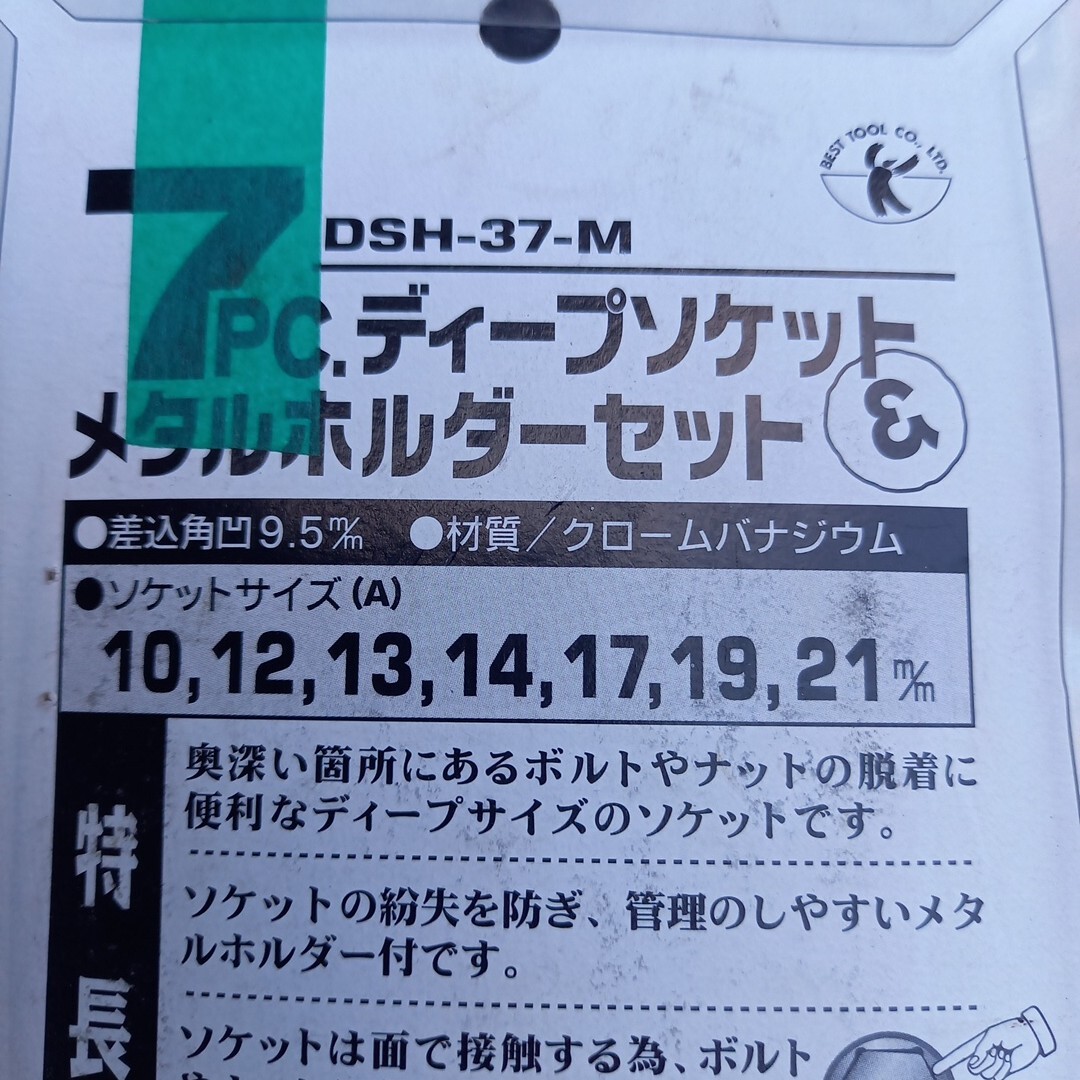 BEST TOOL CO., LTD.
DSH-37-M
7PC.ディープソケット
メタルホルダーセット
●差込角凹9.5m/m ●材質/クロームバナジウム
●ソケットサイズ(A)
10,12,13,14,17,19,21m/m
特長
奥深い箇所にあるボルトやナットの脱着に
便利なディープサイズのソケットです。
ソケットの紛失を防ぎ、管理のしやすいメタ
ルホルダー付です。
ソケットは面で接触する為、ボルト